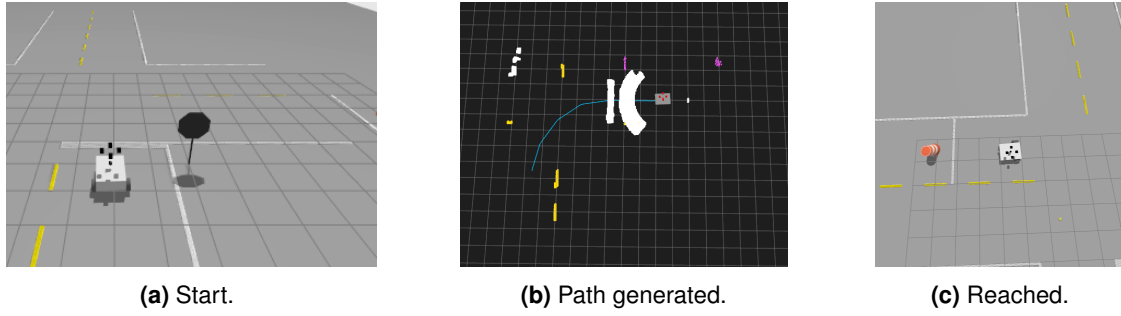 (a) Start.
(b) Path generated.
(c) Reached.